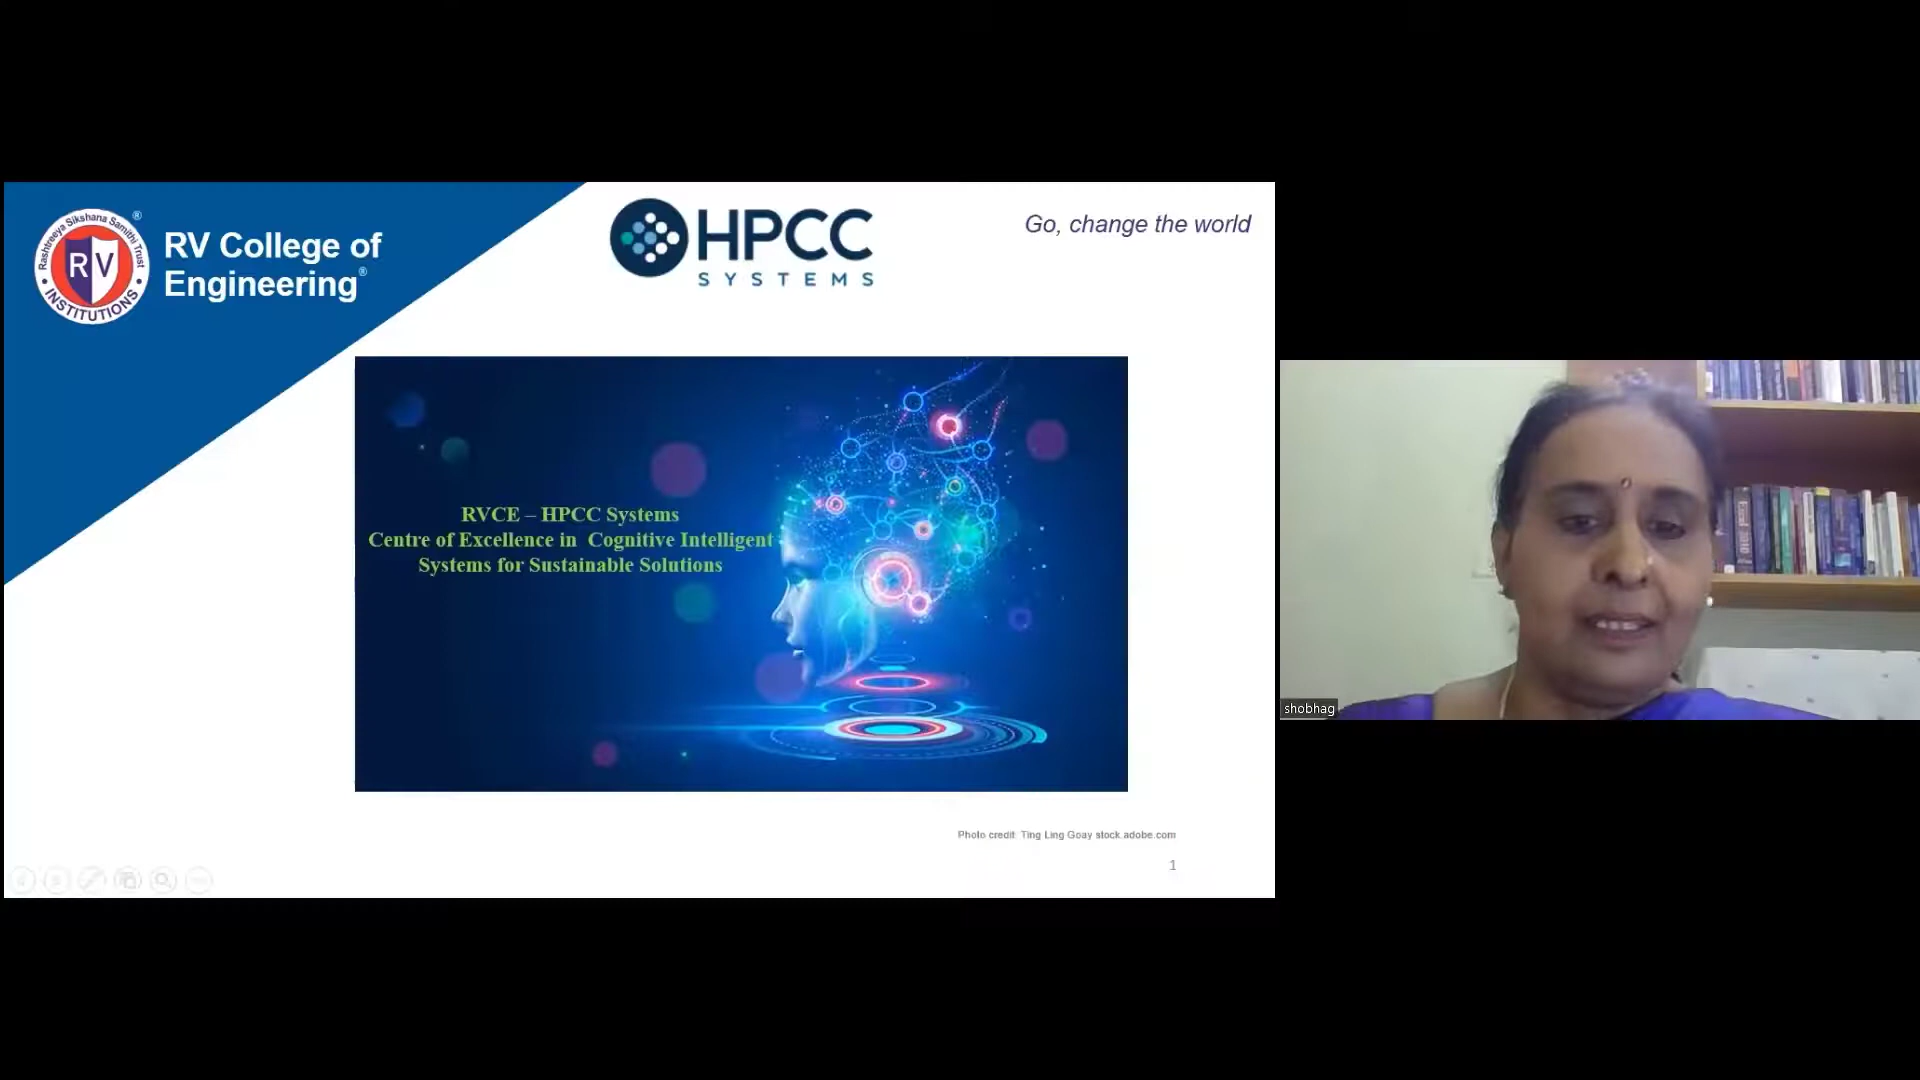 Rashtreeya Sikshana Samithi Trust
RV
INSTITUTIONS
®
RV College of
Engineering®
HPCC
SYSTEMS
Go, change the world
RVCE – HPCC Systems
Centre of Excellence in Cognitive Intelligent
Systems for Sustainable Solutions
Photo credit: Ting Ling Goay stock.adobe.com
1
shobhag